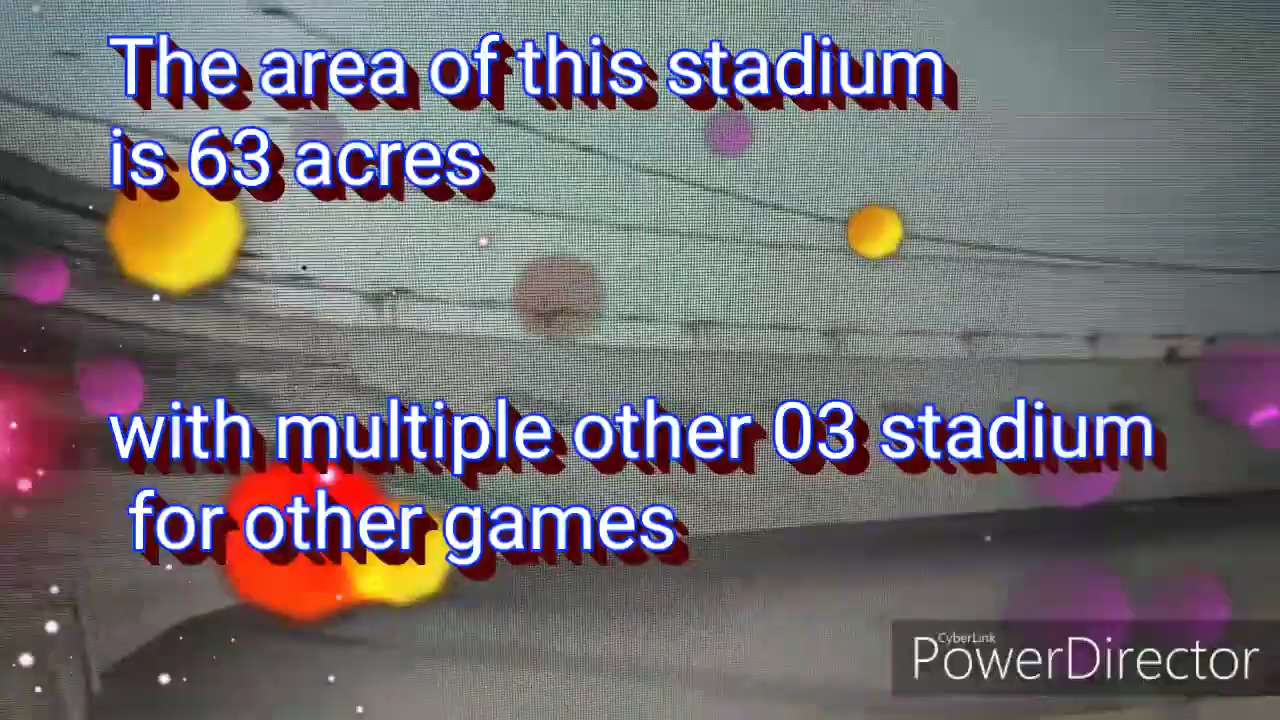 The area of this stadium
is 63 acres
with multiple other 03 stadium
for other games
CyberLink
PowerDirector